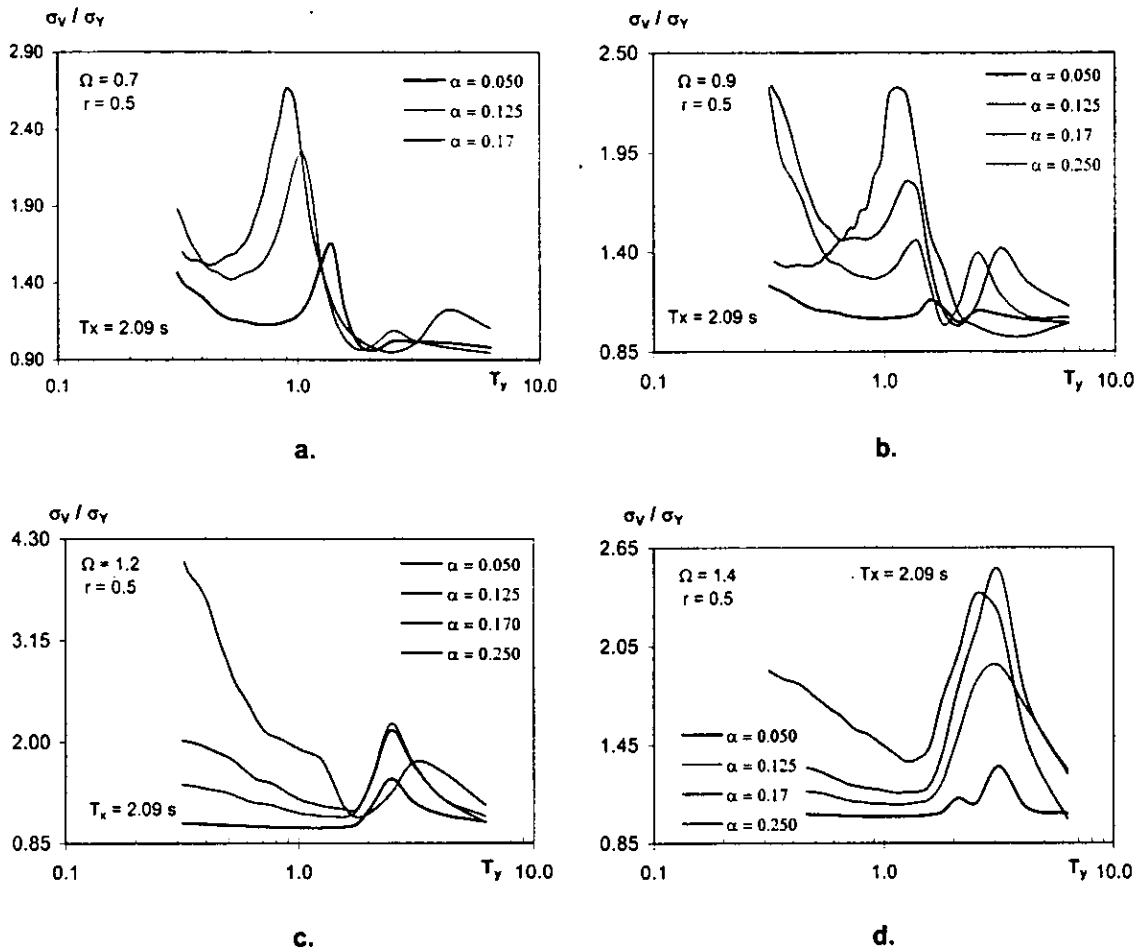 σV / σY
2.90
2.40
1.90
1.40
0.90
Ω = 0.7
r = 0.5
α = 0.050
α = 0.125
α = 0.17
Tx = 2.09 s
0.1
1.0
Ty
10.0
a.
σV / σY
2.50
1.95
1.40
0.85
Ω = 0.9
r = 0.5
α = 0.050
α = 0.125
α = 0.17
α = 0.250
Tx = 2.09 s
0.1
1.0
Ty
10.0
b.
σV / σY
4.30
3.15
2.00
0.85
Ω = 1.2
r = 0.5
α = 0.050
α = 0.125
α = 0.170
α = 0.250
Tx = 2.09 s
0.1
1.0
Ty
10.0
c.
σV / σY
2.65
2.05
1.45
0.85
Ω = 1.4
r = 0.5
Tx = 2.09 s
α = 0.050
α = 0.125
α = 0.17
α = 0.250
0.1
1.0
Ty
10.0
d.